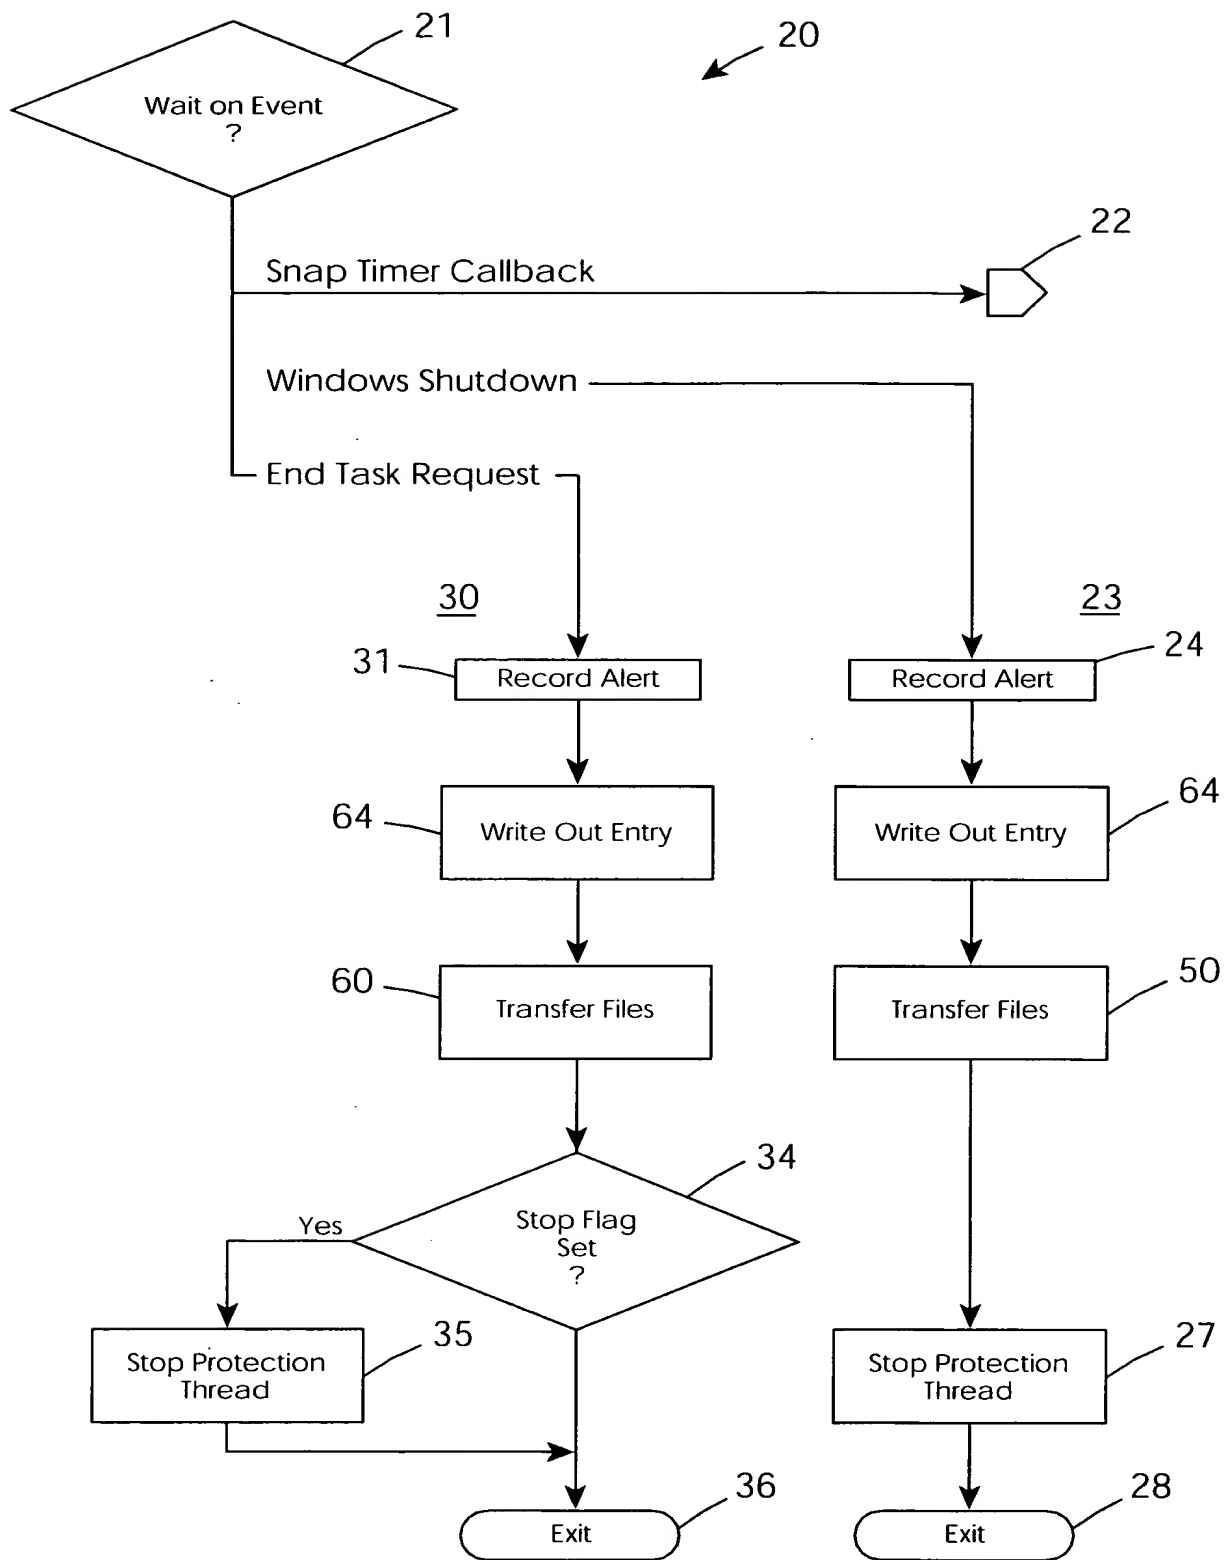 21
20
Wait on Event
?
22
Snap Timer Callback
Windows Shutdown
End Task Request
30
23
31
24
Record Alert
Record Alert
64
64
Write Out Entry
Write Out Entry
60
50
Transfer Files
Transfer Files
34
Yes
Stop Flag
Set
?
35
27
Stop Protection
Thread
Stop Protection
Thread
36
28
Exit
Exit